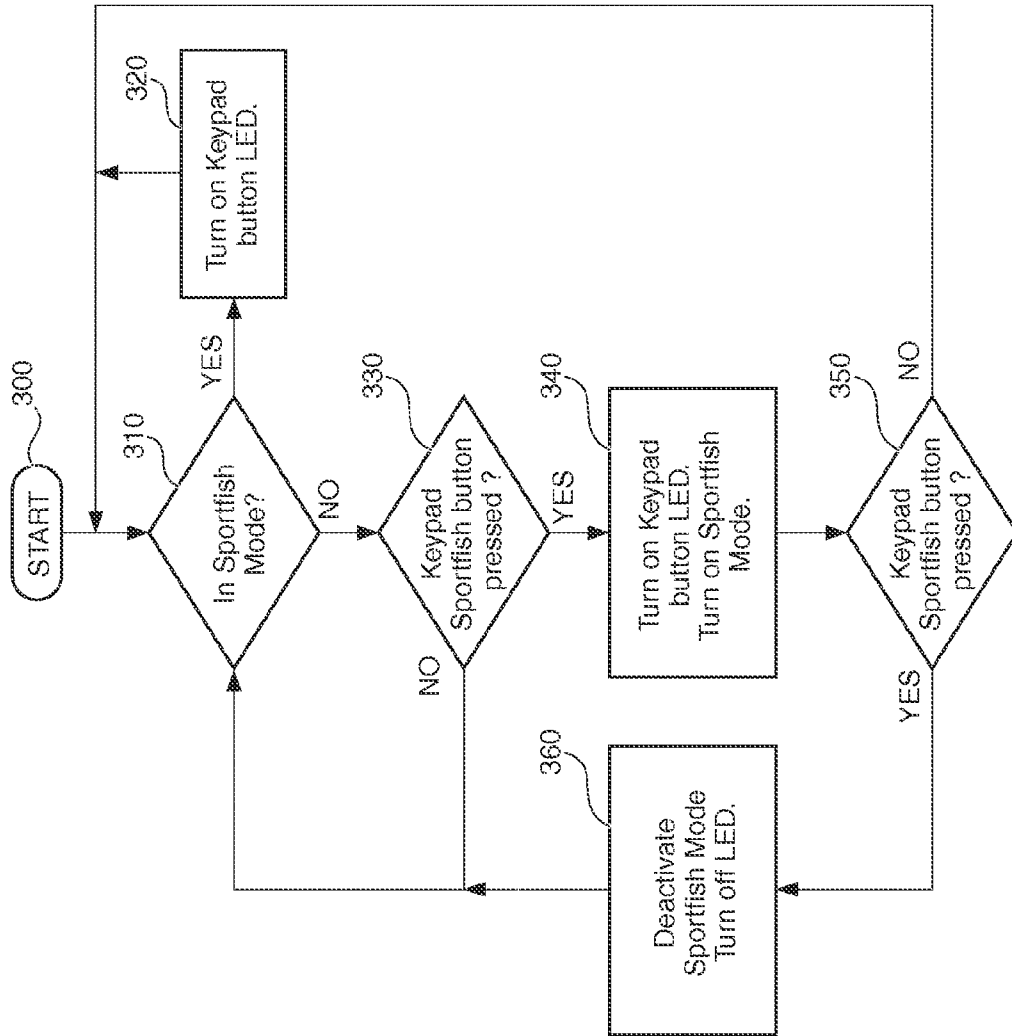 START
300
In Sportfish
Mode?
310
YES
NO
Turn on Keypad
button LED.
320
Keypad
Sportfish button
pressed ?
330
NO
YES
Turn on Keypad
button LED.
Turn on Sportfish
Mode.
340
Keypad
Sportfish button
pressed ?
350
YES
NO
Deactivate
Sportfish Mode
Turn off LED.
360